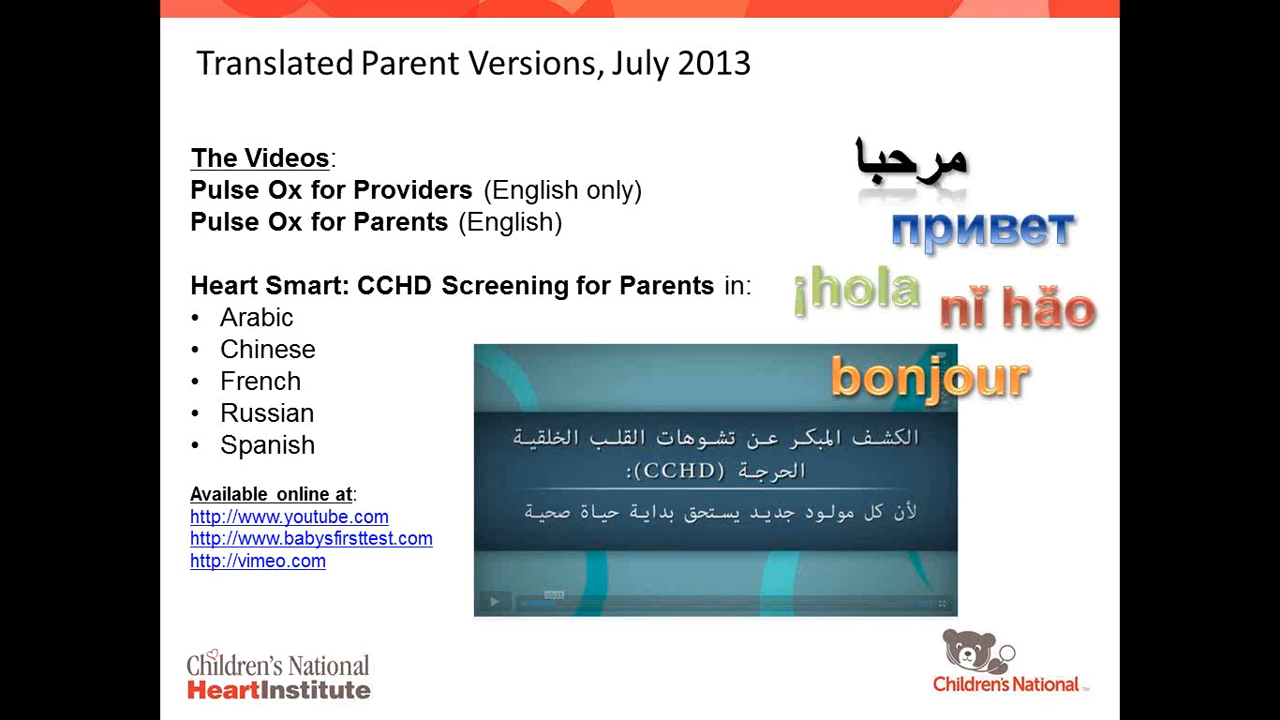 Translated Parent Versions, July 2013
The Videos:
Pulse Ox for Providers (English only)
Pulse Ox for Parents (English)
Heart Smart: CCHD Screening for Parents in:
• Arabic
• Chinese
• French
• Russian
• Spanish
Available online at:
http://www.youtube.com
http://www.babysfirsttest.com
http://vimeo.com
مرحبا
привет
¡hola
nǐ hǎo
bonjour
الكشف المبكر عن تشوهات القلب الخلقية
الحرجة (CCHD):
لأن كل مولود جديد يستحق بداية حياة صحية
Children's National
HeartInstitute
Children's National TM